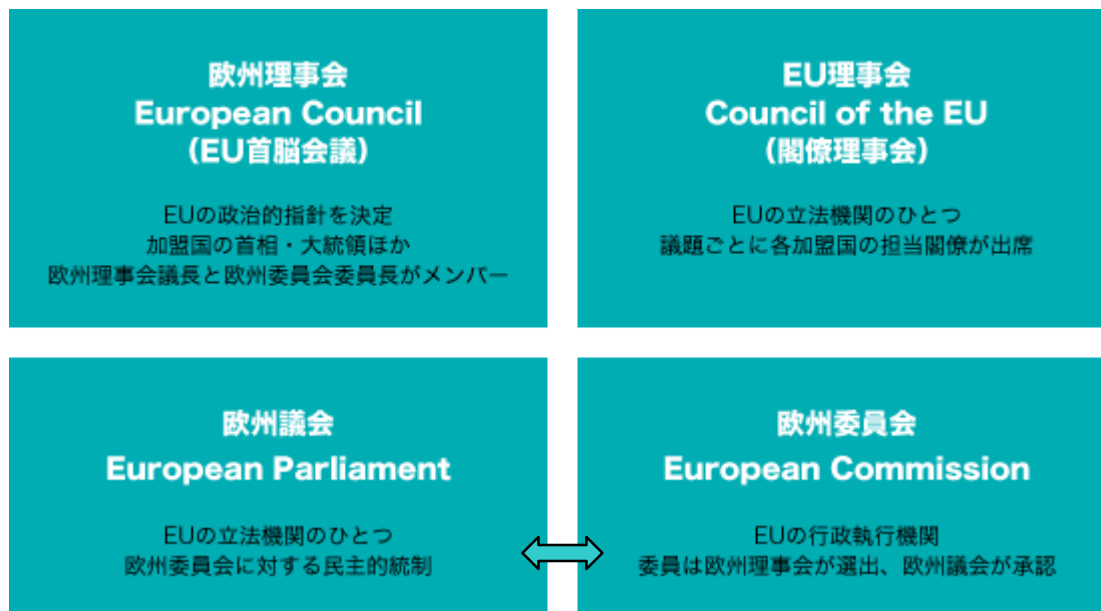 欧州理事会
European Council
（EU首脳会議）
EUの政治的指針を決定
加盟国の首相・大統領ほか
欧州理事会議長と欧州委員会委員長がメンバー
EU理事会
Council of the EU
（閣僚理事会）
EUの立法機関のひとつ
議題ごとに各加盟国の担当閣僚が出席
欧州議会
European Parliament
EUの立法機関のひとつ
欧州委員会に対する民主的統制
欧州委員会
European Commission
EUの行政執行機関
委員は欧州理事会が選出、欧州議会が承認